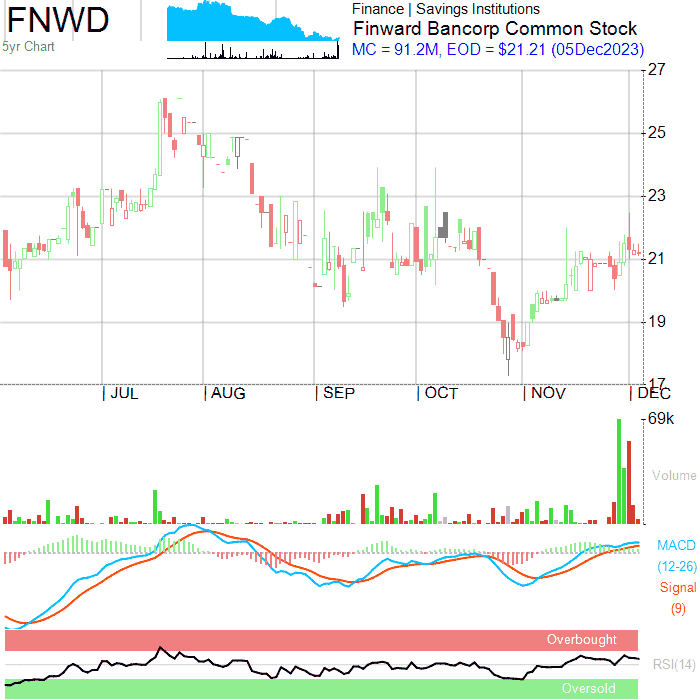 FNWD
5yr Chart
Finance | Savings Institutions
Finward Bancorp Common Stock
MC = 91.2M, EOD = $21.21 (05Dec2023)
27
25
23
21
19
17
| JUL | AUG | SEP | OCT | NOV | DEC
69k
Volume
MACD
(12-26)
Signal
(9)
Overbought
RSI(14)
Oversold